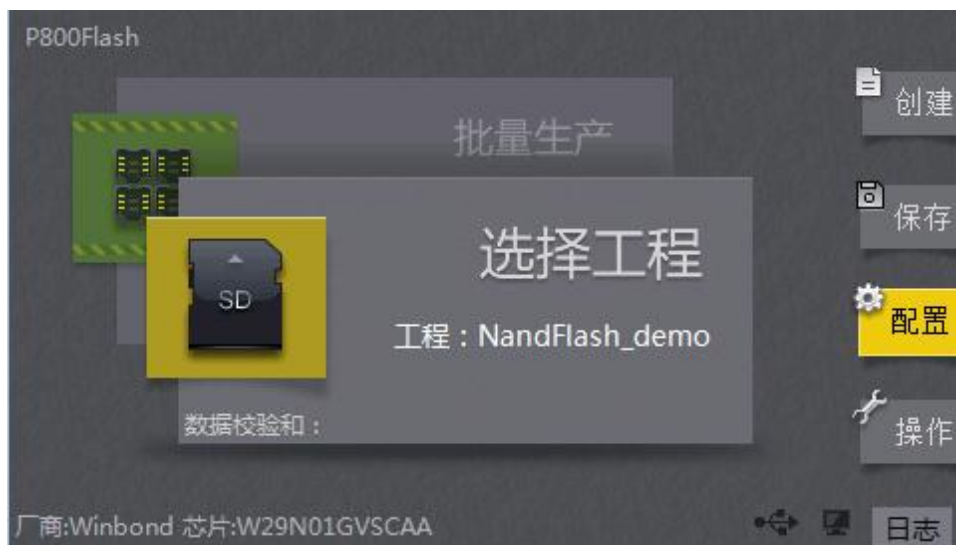 P800Flash
批量生产
选择工程
SD
工程：NandFlash_demo
数据校验和：
创建
保存
配置
操作
厂商:Winbond 芯片:W29N01GVSCAA
日志